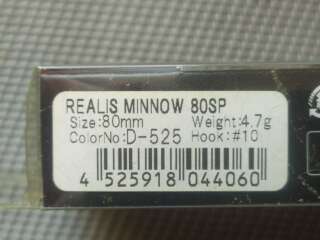 REALIS MINNOW 80SP
Size:80mm Weight:4.7g
ColorNo:D-525 Hook:#10
4 525918 044060